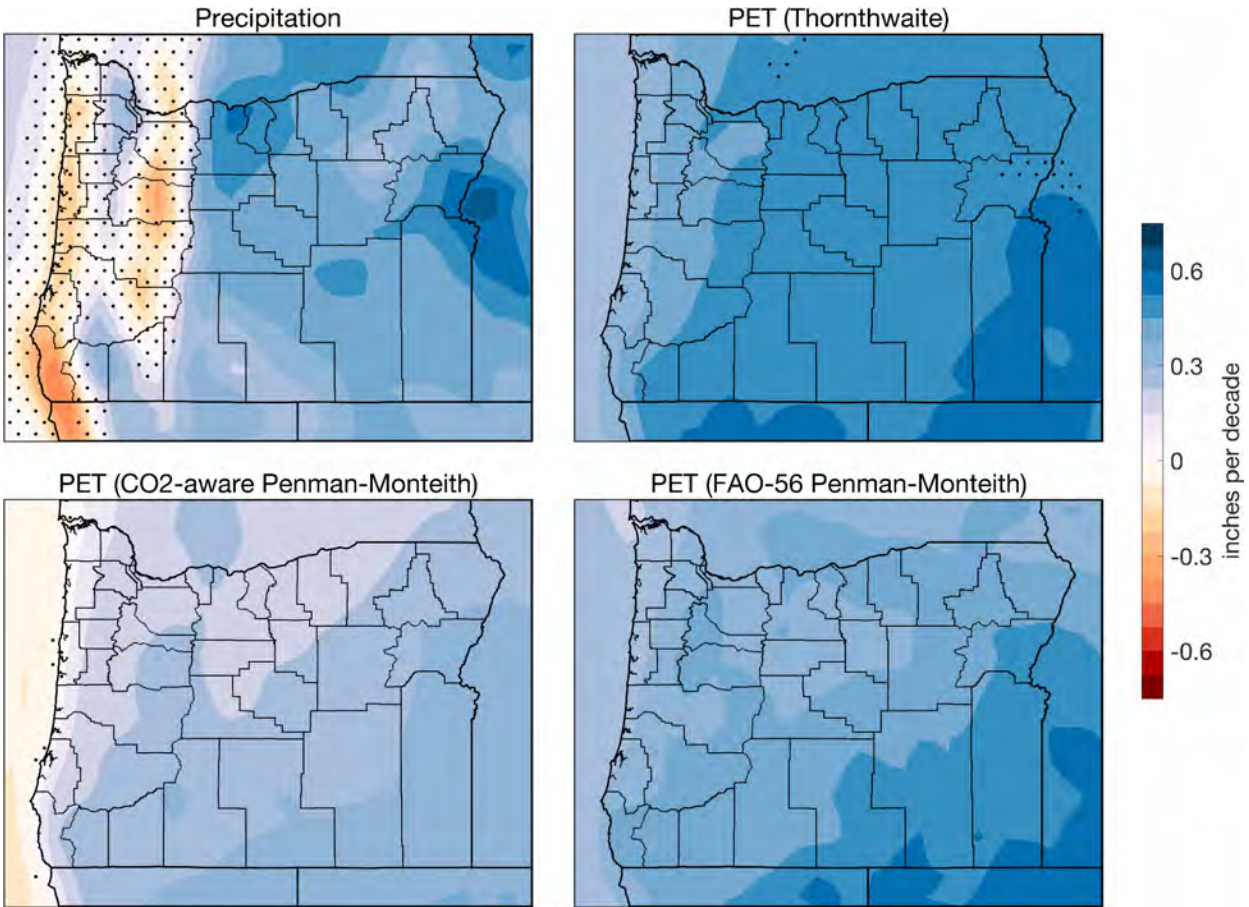 Precipitation
PET (Thornthwaite)
PET (CO2-aware Penman-Monteith)
PET (FAO-56 Penman-Monteith)
0.6
0.3
0
-0.3
-0.6
inches per decade